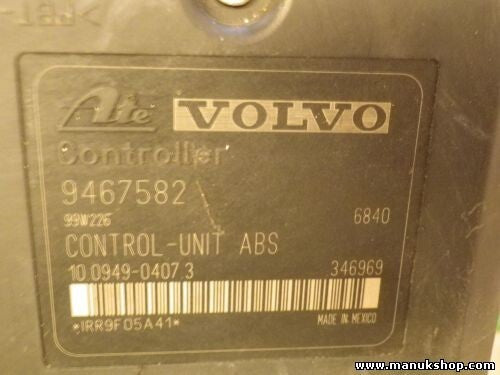 >PBT-
Ate VOLVO
Controller
9467582
99W226 6840
CONTROL-UNIT ABS
10.0949-0407.3 346969
*IRR9F05A41* MADE IN MEXICO
www.manukshop.com